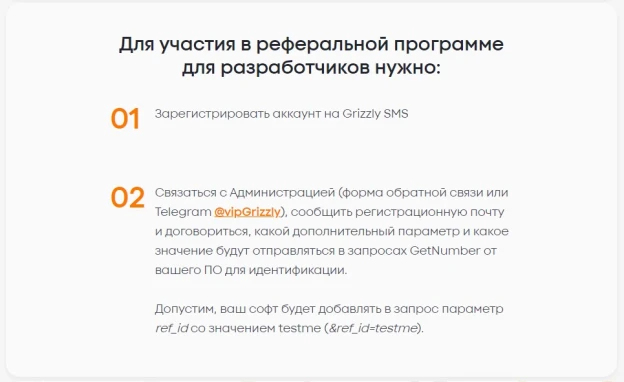 Для участия в реферальной программе
для разработчиков нужно:
01 Зарегистрировать аккаунт на Grizzly SMS
02 Связаться с Администрацией (форма обратной связи или
Telegram @vipGrizzly), сообщить регистрационную почту
и договориться, какой дополнительный параметр и какое
значение будут отправляться в запросах GetNumber от
вашего ПО для идентификации.
Допустим, ваш софт будет добавлять в запрос параметр
ref_id со значением testme (&ref_id=testme).